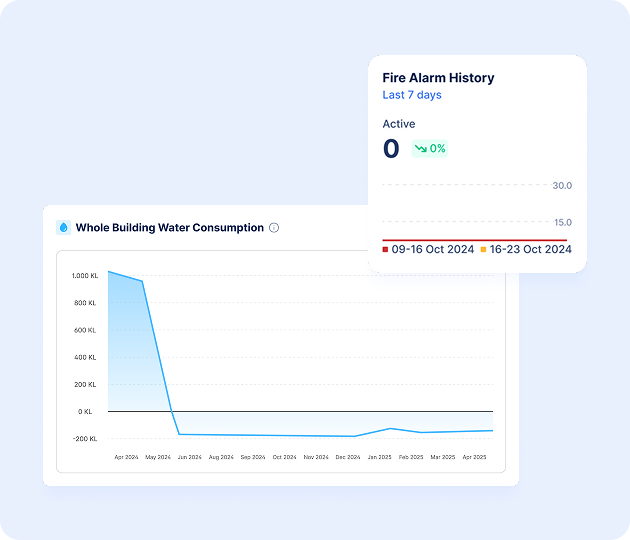 Fire Alarm History
Last 7 days
Active
0 0%
30.0
15.0
09-16 Oct 2024 16-23 Oct 2024
Whole Building Water Consumption
1.000 KL
800 KL
600 KL
400 KL
200 KL
0 KL
-200 KL
Apr 2024 May 2024 Jun 2024 Aug 2024 Sep 2024 Oct 2024 Nov 2024 Dec 2024 Jan 2025 Feb 2025 Mar 2025 Apr 2025